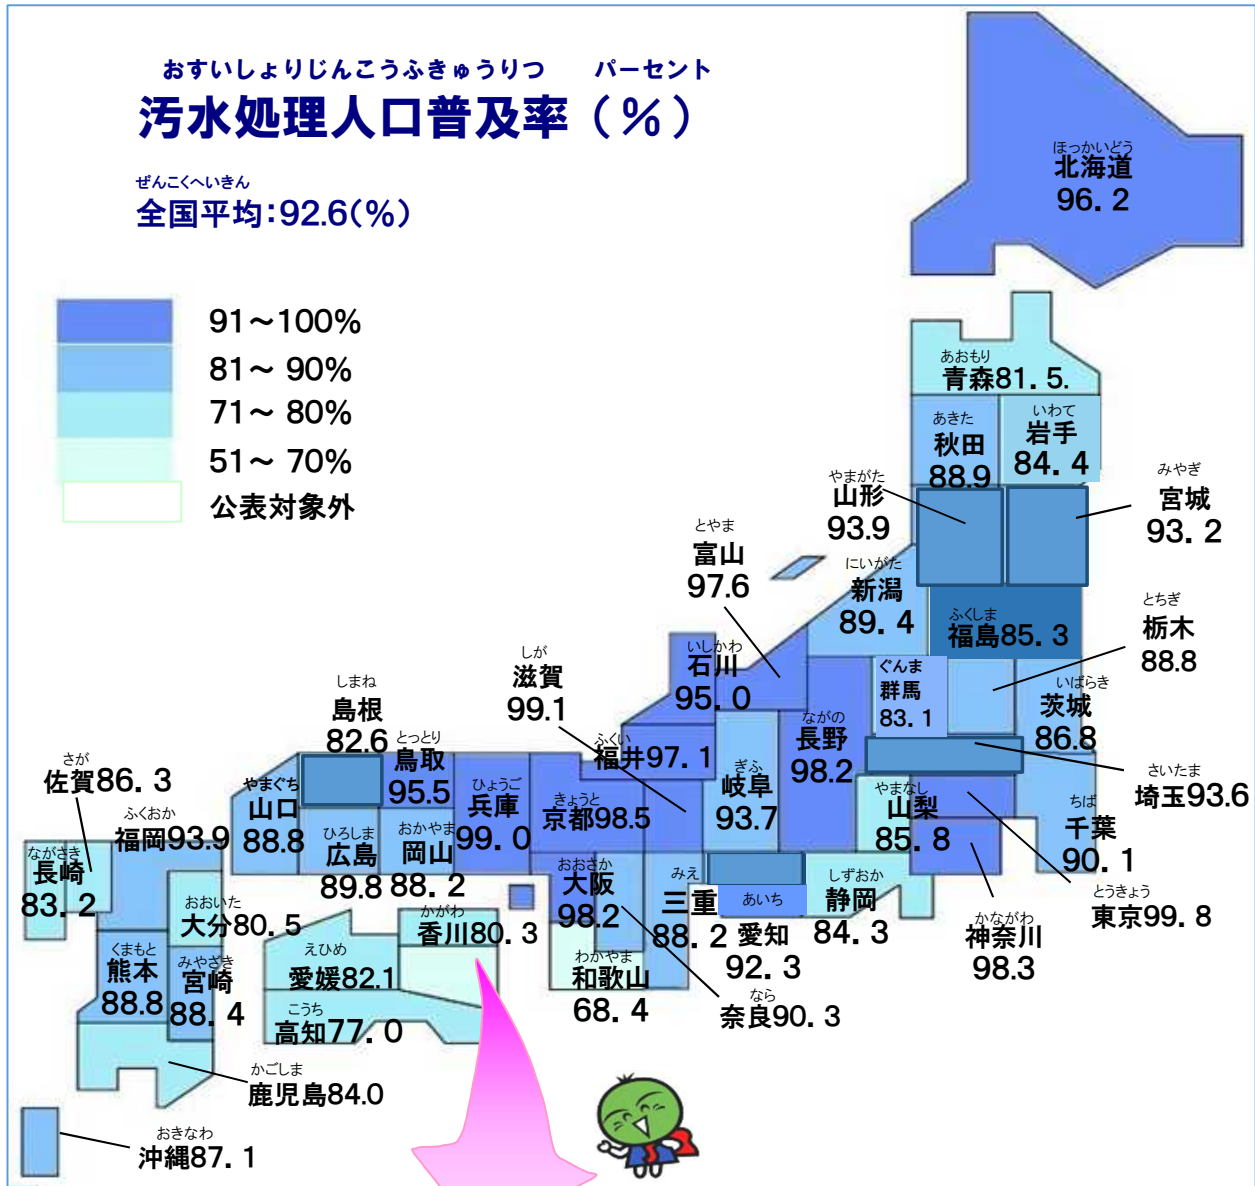 おすいしょりじんこうふきゅうりつ パーセント
汚水処理人口普及率(%)
ぜんこくへいきん
全国平均:92.6(%)
91~100%
81~ 90%
71~ 80%
51~ 70%
公表対象外
ほっかいどう
北海道
96.2
あおもり
青森81.5.
あきた
秋田
88.9
いわて
岩手
84.4
やまがた
山形
93.9
みやぎ
宮城
93.2
とやま
富山
97.6
にいがた
新潟
89.4
ふくしま
福島85.3
とちぎ
栃木
88.8
しが
滋賀
99.1
いしかわ
石川
95.0
ぐんま
群馬
83.1
いばらき
茨城
86.8
しまね
島根
82.6
とっとり
鳥取
95.5
ふくい
福井97.1
ぎふ
岐阜
93.7
ながの
長野
98.2
さいたま
埼玉93.6
さが
佐賀86.3
ふくおか
福岡93.9
やまぐち
山口
88.8
ひろしま
広島
89.8
おかやま
岡山
88.2
ひょうご
兵庫
99.0
きょうと
京都98.5
やまなし
山梨
85.8
ちば
千葉
90.1
ながさき
長崎
83.2
おおいた
大分80.5
かがわ
香川80.3
おおさか
大阪
98.2
みえ
三重
88.2
あいち
愛知
92.3
しずおか
静岡
84.3
かながわ
神奈川
98.3
とうきょう
東京99.8
くまもと
熊本
88.8
みやざき
宮崎
88.4
えひめ
愛媛82.1
こうち
高知77.0
わかやま
和歌山
68.4
なら
奈良90.3
かごしま
鹿児島84.0
おきなわ
沖縄87.1